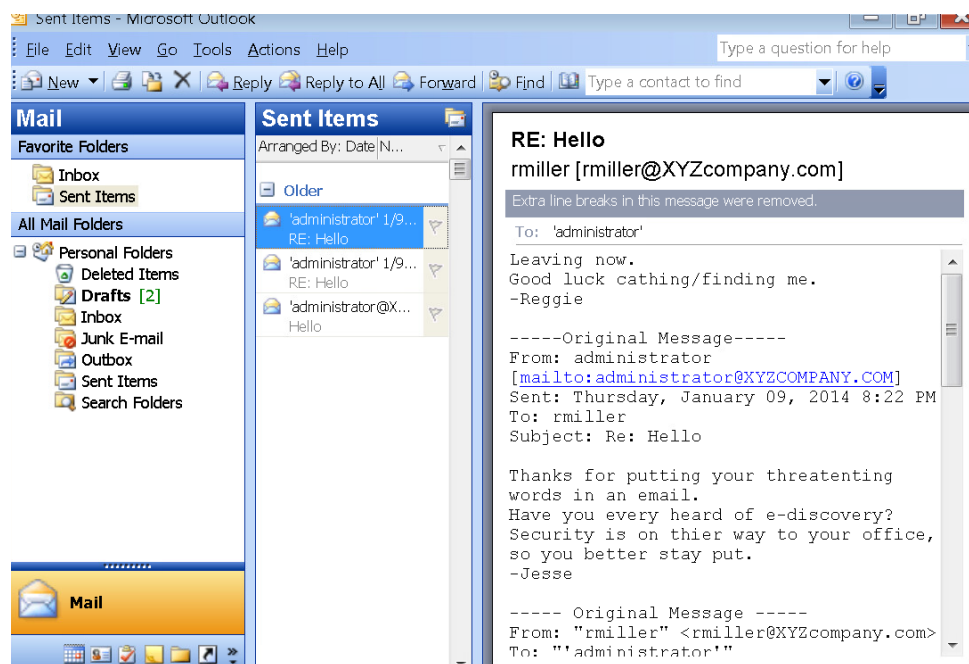 Sent Items - Microsoft Outlook
File Edit View Go Tools Actions Help
Type a question for help
New Reply Reply to All Forward Find Type a contact to find
Mail
Favorite Folders
Inbox
Sent Items
All Mail Folders
Personal Folders
Deleted Items
Drafts [2]
Inbox
Junk E-mail
Outbox
Sent Items
Search Folders
Mail
Sent Items
Arranged By: Date N...
Older
'administrator' 1/9...
RE: Hello
'administrator' 1/9...
RE: Hello
'administrator@X...
Hello
RE: Hello
rmiller [rmiller@XYZcompany.com]
Extra line breaks in this message were removed.
To: 'administrator'
Leaving now.
Good luck cathing/finding me.
-Reggie
-----Original Message-----
From: administrator
[mailto:administrator@XYZCOMPANY.COM]
Sent: Thursday, January 09, 2014 8:22 PM
To: rmiller
Subject: Re: Hello
Thanks for putting your threatenting
words in an email.
Have you every heard of e-discovery?
Security is on thier way to your office,
so you better stay put.
-Jesse
----- Original Message -----
From: "rmiller" <rmiller@XYZcompany.com>
To: "'administrator'"